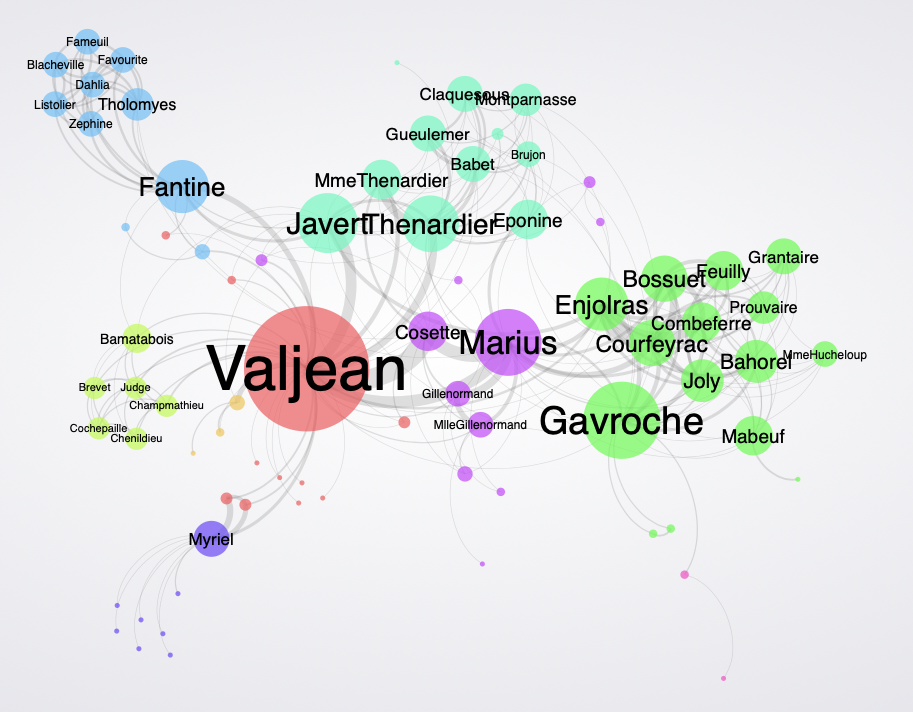 Fameuil
Blacheville
Favourite
Dahlia
Listolier
Tholomyes
Zephine
Claquesous
Montparnasse
Gueulemer
Babet
Brujon
MmeThenardier
Fantine
Javert
Thenardier
Eponine
Grantaire
Feuilly
Bossuet
Enjolras
Prouvaire
Combeferre
Courfeyrac
Cosette
Marius
Bamatabois
MmeHucheloup
Bahorel
Valjean
Joly
Brevet
Judge
Gillenormand
Champmathieu
Gavroche
MlleGillenormand
Cochepaille
Mabeuf
Chenildieu
Myriel